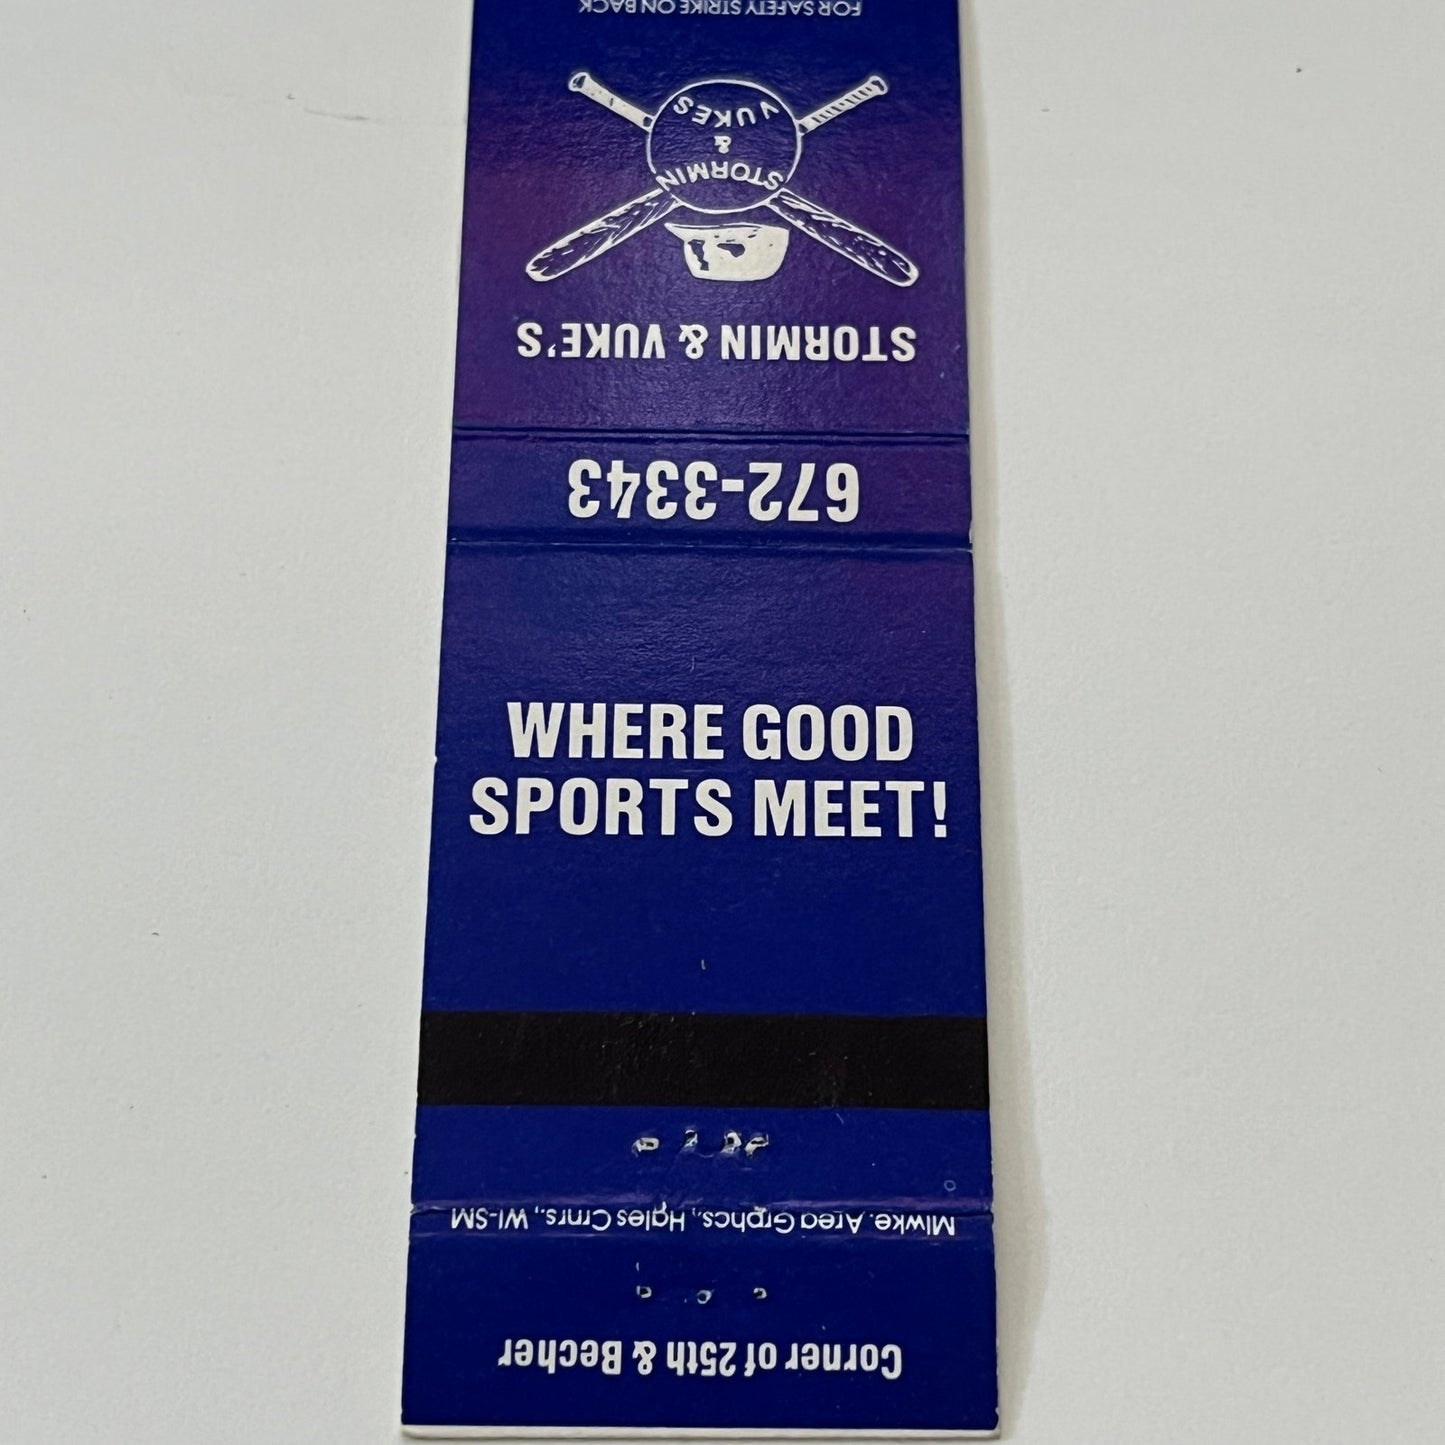 FOR SAFETY STRIKE ON BACK
STORMIN
&
VUKES
STORMIN & VUKE'S
672-3343
WHERE GOOD
SPORTS MEET!
Mlwke. Area Grphcs., Hales Crnrs., WI-SM
Corner of 25th & Becher